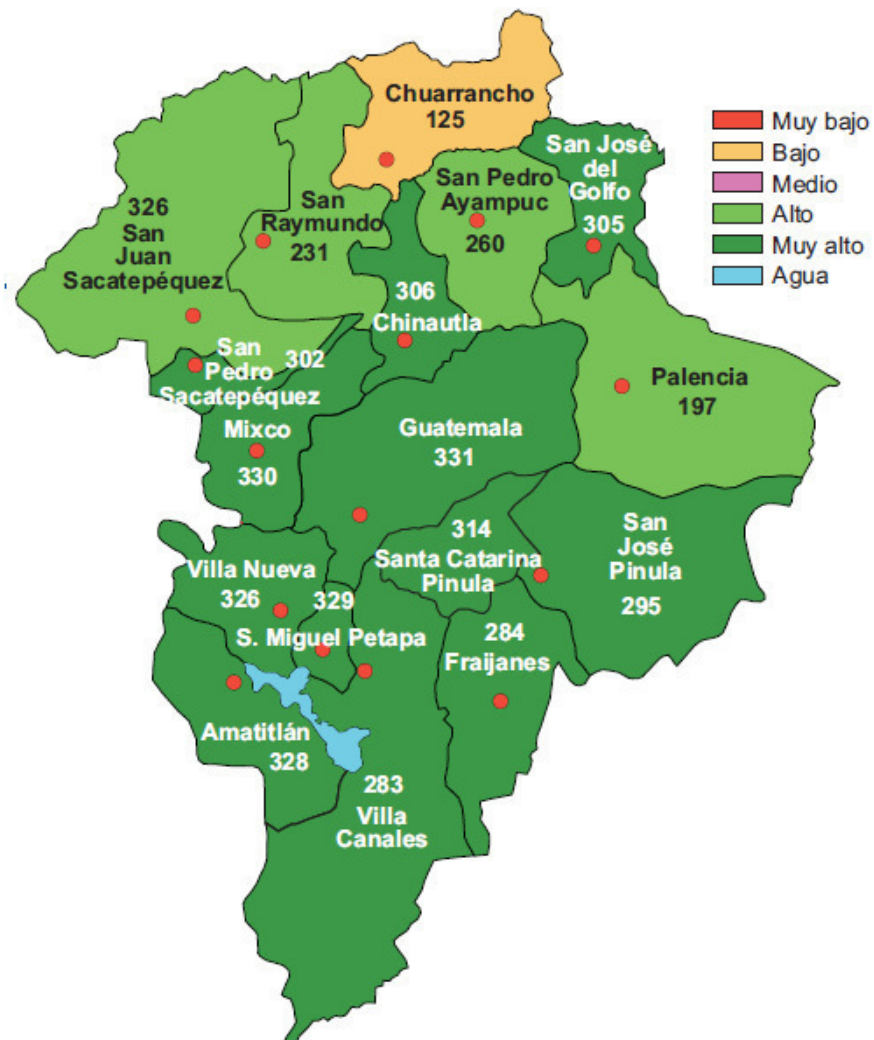 Chuarrancho
125
Muy bajo
Bajo
Medio
Alto
Muy alto
Agua
San José
del
Golfo
305
San Pedro
Ayampuc
260
San
Raymundo
231
326
San
Juan
Sacatepéquez
306
Chinautla
San
Pedro
Sacatepéquez
302
Palencia
197
Mixco
330
Guatemala
331
314
Santa Catarina
Pinula
San
José
Pinula
295
Villa Nueva
326
329
S. Miguel Petapa
284
Fraijanes
Amatitlán
328
283
Villa
Canales